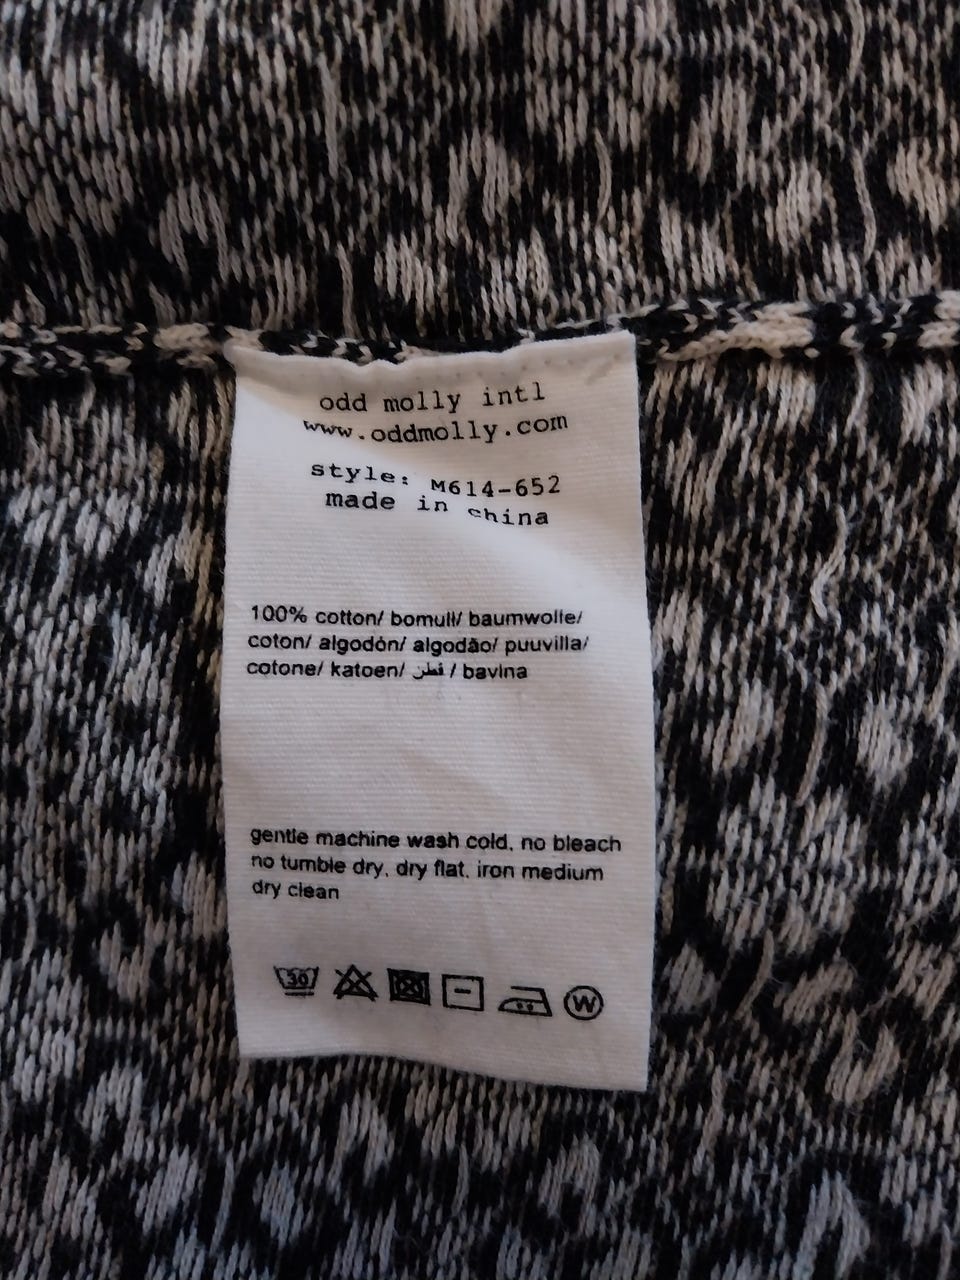 odd molly intl
www.oddmolly.com
style: M614-652
made in china
100% cotton/ bomull/ baumwolle/
coton/ algodón/ algodão/ puuvilla/
cotone/ katoen/ قطن / bavlna
gentle machine wash cold, no bleach
no tumble dry, dry flat, iron medium
dry clean
30
W